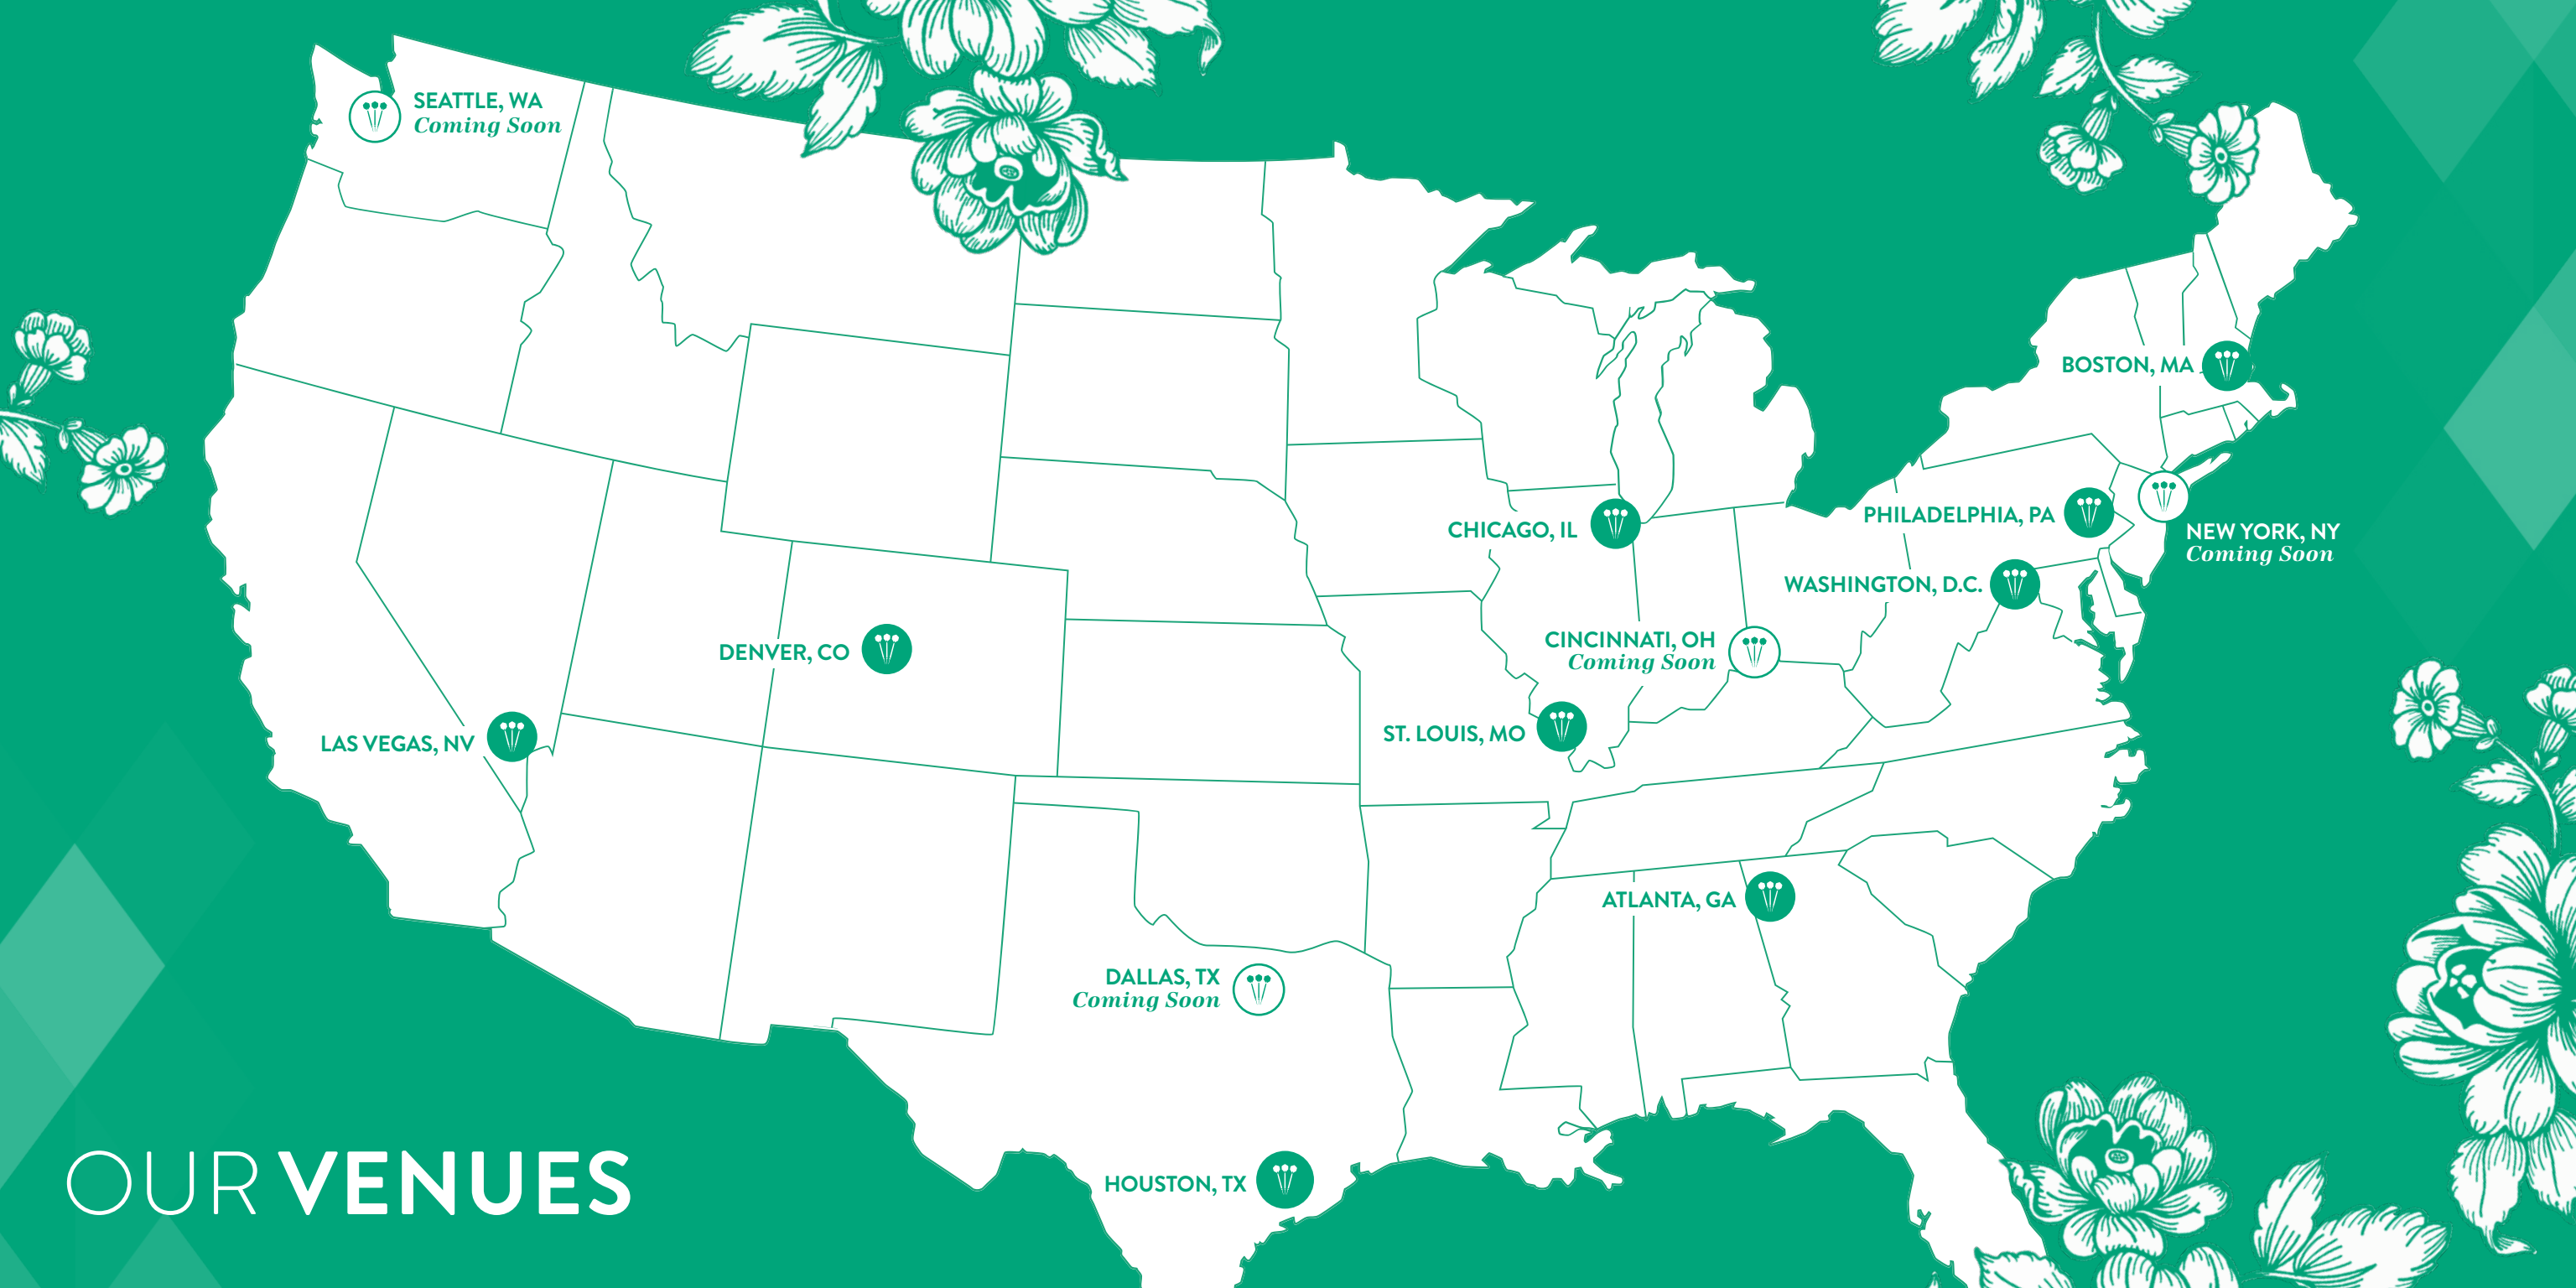 SEATTLE, WA
Coming Soon
BOSTON, MA
PHILADELPHIA, PA
NEW YORK, NY
Coming Soon
CHICAGO, IL
WASHINGTON, D.C.
CINCINNATI, OH
Coming Soon
DENVER, CO
ST. LOUIS, MO
LAS VEGAS, NV
ATLANTA, GA
DALLAS, TX
Coming Soon
HOUSTON, TX
OUR VENUES